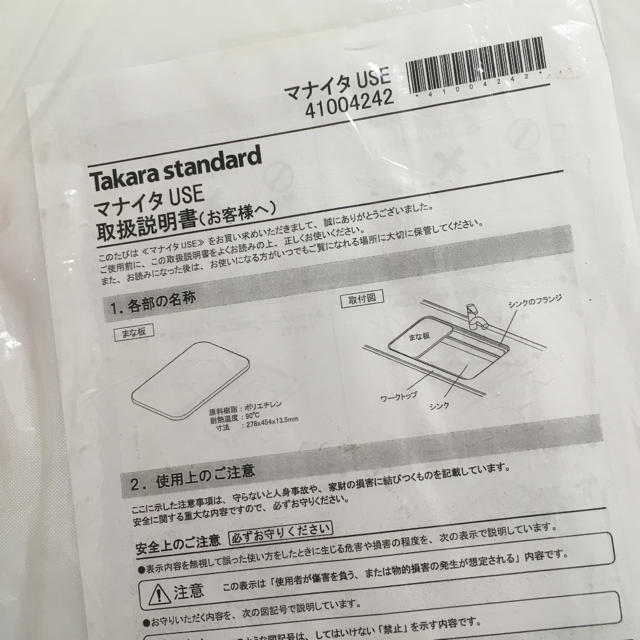 マナイタ USE
41004242
*41004242*
Takara standard
マナイタ USE
取扱説明書(お客様へ)
このたびは≪マナイタ USE≫をお買い求めいただきまして、誠にありがとうございました。
ご使用前に、この取扱説明書をよくお読みの上、正しくお使いください。
また、お読みになった後は、お使いになる方がいつでもご覧になれる場所に大切に保管してください。
1. 各部の名称
まな板
原料樹脂：ポリエチレン
耐熱温度：90℃
寸法　　：278x454x13.5mm
取付図
シンクのフランジ
まな板
ワークトップ
シンク
2. 使用上のご注意
ここに示した注意事項は、守らないと人身事故や、家財の損害に結びつくものを記載しています。
安全に関する重大な内容ですので、必ずお守りください。
安全上のご注意 必ずお守りください
●表示内容を無視して誤った使い方をしたときに生じる危害や損害の程度を、次の表示で説明しています。
注意 この表示は「使用者が傷害を負う、または物的損害の発生が想定される」内容です。
●お守りいただく内容を、次の図記号で説明しています。
ような図記号は、してはいけない「禁止」を示す内容です。